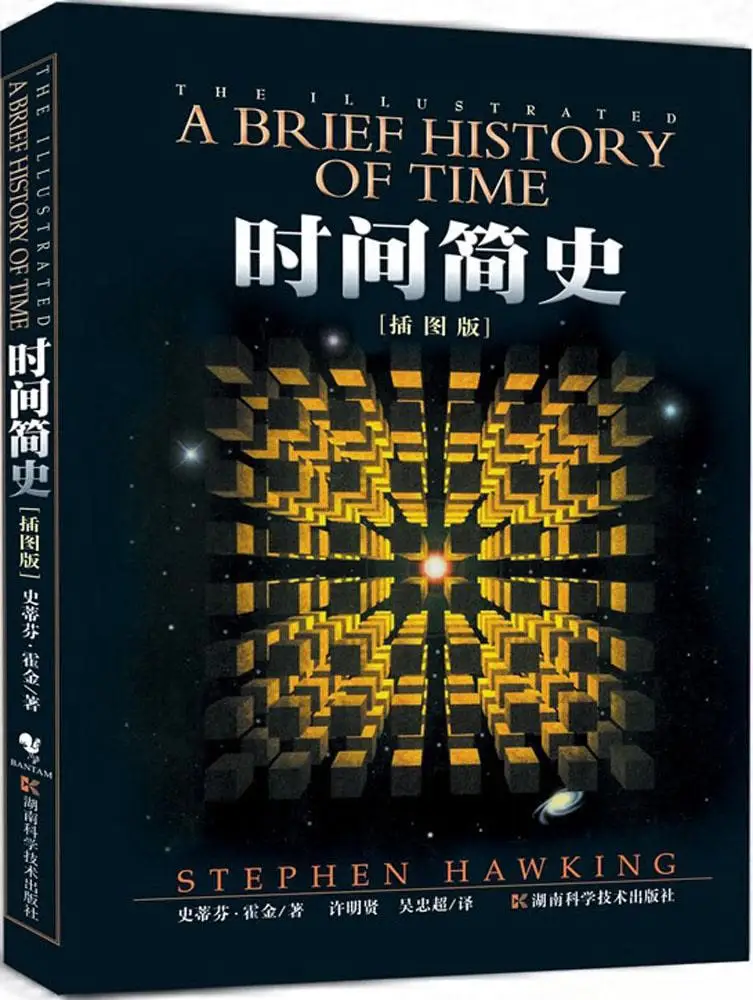 THE ILLUSTRATED
A BRIEF HISTORY
OF TIME
时间简史
[插图版]
STEPHEN HAWKING
史蒂芬·霍金/著 许明贤 吴忠超/译 湖南科学技术出版社
THE ILLUSTRATED
A BRIEF HISTORY OF TIME
时间简史
[插图版]
史蒂芬·霍金/著
BANTAM
湖南科学技术出版社